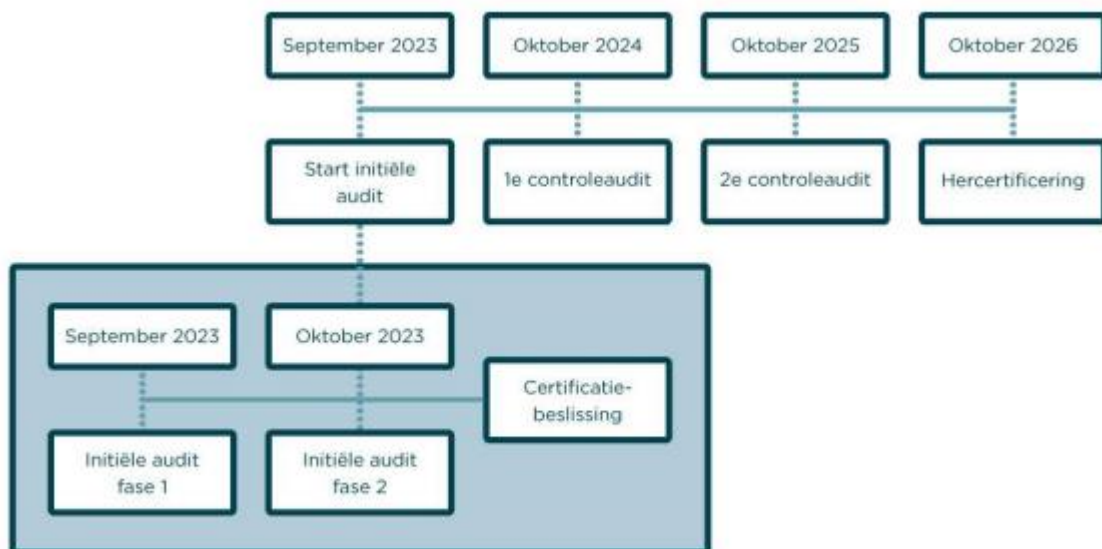 September 2023
Oktober 2024
Oktober 2025
Oktober 2026
Start initiële
audit
1e controleaudit
2e controleaudit
Hercertificering
September 2023
Oktober 2023
Certificatie-
beslissing
Initiële audit
fase 1
Initiële audit
fase 2